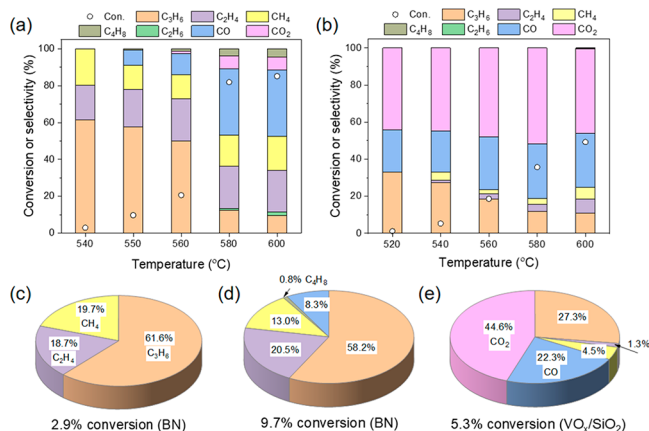 (a)
Con. C₃H₆ C₂H₄ CH₄
C₄H₈ C₂H₆ CO CO₂
Conversion or selectivity (%)
100
80
60
40
20
0
540 550 560 580 600
Temperature (°C)
(b)
Con. C₃H₆ C₂H₄ CH₄
C₄H₈ C₂H₆ CO CO₂
Conversion or selectivity (%)
100
80
60
40
20
0
520 540 560 580 600
Temperature (°C)
(c)
19.7%
CH₄
18.7%
C₂H₄
61.6%
C₃H₆
2.9% conversion (BN)
(d)
0.8% C₄H₈
8.3%
13.0%
20.5%
58.2%
9.7% conversion (BN)
(e)
44.6%
CO₂
27.3%
1.3%
4.5%
22.3%
CO
5.3% conversion (VOₓ/SiO₂)